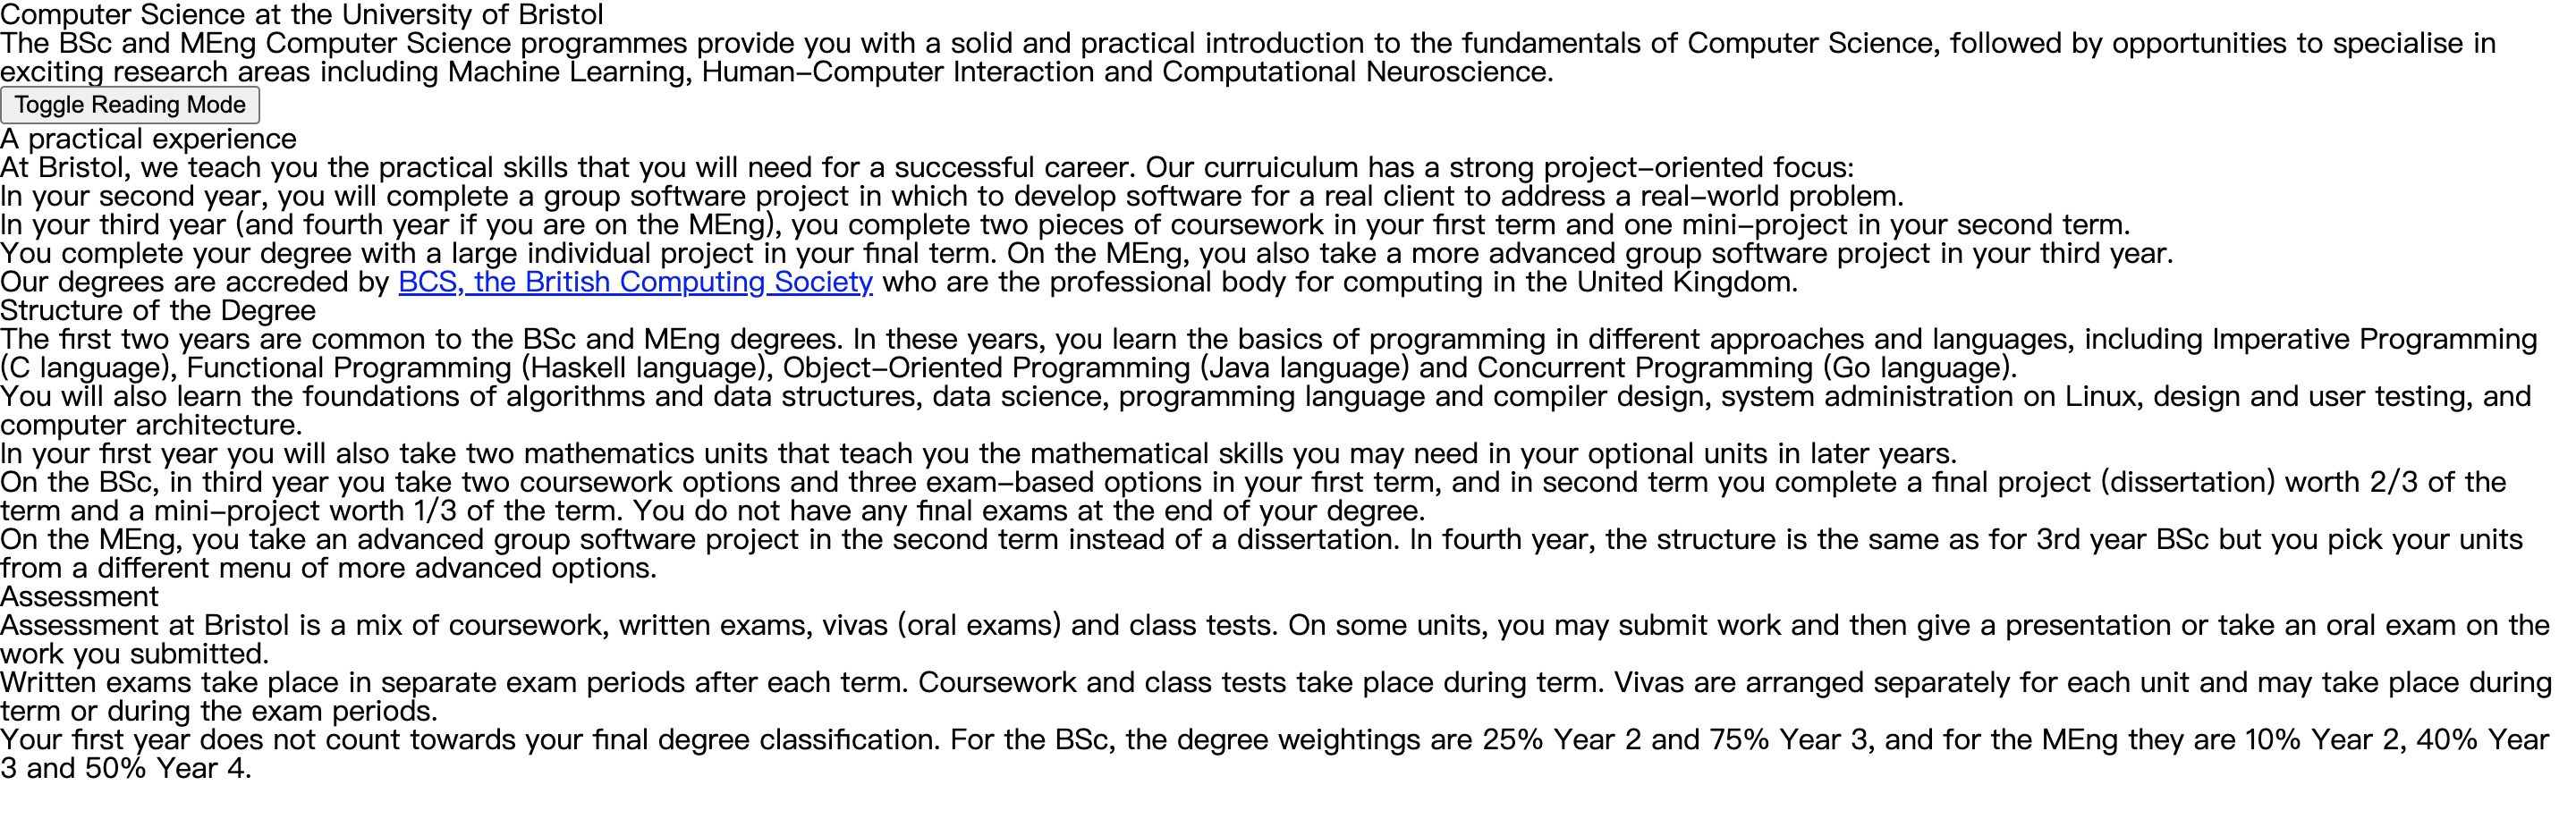 Computer Science at the University of Bristol
The BSc and MEng Computer Science programmes provide you with a solid and practical introduction to the fundamentals of Computer Science, followed by opportunities to specialise in
exciting research areas including Machine Learning, Human-Computer Interaction and Computational Neuroscience.
Toggle Reading Mode
A practical experience
At Bristol, we teach you the practical skills that you will need for a successful career. Our curruiculum has a strong project-oriented focus:
In your second year, you will complete a group software project in which to develop software for a real client to address a real-world problem.
In your third year (and fourth year if you are on the MEng), you complete two pieces of coursework in your first term and one mini-project in your second term.
You complete your degree with a large individual project in your final term. On the MEng, you also take a more advanced group software project in your third year.
Our degrees are accreded by BCS, the British Computing Society who are the professional body for computing in the United Kingdom.
Structure of the Degree
The first two years are common to the BSc and MEng degrees. In these years, you learn the basics of programming in different approaches and languages, including Imperative Programming
(C language), Functional Programming (Haskell language), Object-Oriented Programming (Java language) and Concurrent Programming (Go language).
You will also learn the foundations of algorithms and data structures, data science, programming language and compiler design, system administration on Linux, design and user testing, and
computer architecture.
In your first year you will also take two mathematics units that teach you the mathematical skills you may need in your optional units in later years.
On the BSc, in third year you take two coursework options and three exam-based options in your first term, and in second term you complete a final project (dissertation) worth 2/3 of the
term and a mini-project worth 1/3 of the term. You do not have any final exams at the end of your degree.
On the MEng, you take an advanced group software project in the second term instead of a dissertation. In fourth year, the structure is the same as for 3rd year BSc but you pick your units
from a different menu of more advanced options.
Assessment
Assessment at Bristol is a mix of coursework, written exams, vivas (oral exams) and class tests. On some units, you may submit work and then give a presentation or take an oral exam on the
work you submitted.
Written exams take place in separate exam periods after each term. Coursework and class tests take place during term. Vivas are arranged separately for each unit and may take place during
term or during the exam periods.
Your first year does not count towards your final degree classification. For the BSc, the degree weightings are 25% Year 2 and 75% Year 3, and for the MEng they are 10% Year 2, 40% Year
3 and 50% Year 4.